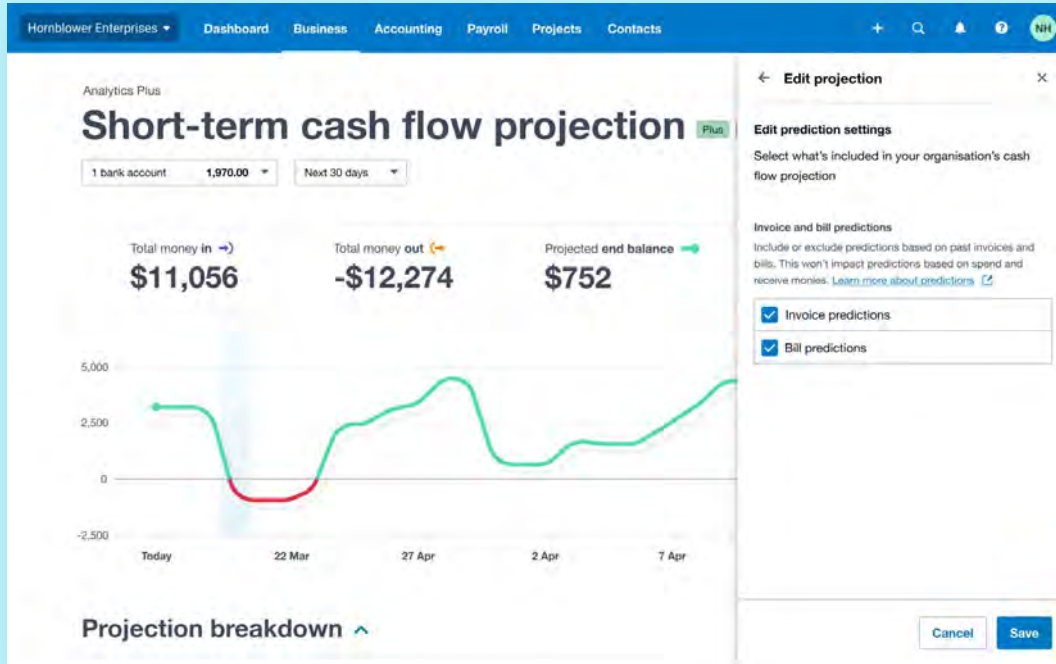 Hornblower Enterprises Dashboard Business Accounting Payroll Projects Contacts NH
Analytics Plus
Short-term cash flow projection Plus
1 bank account 1,970.00 Next 30 days
Total money in Total money out Projected end balance
$11,056 -$12,274 $752
5,000
2,500
0
-2,500
Today 22 Mar 27 Apr 2 Apr 7 Apr
Projection breakdown
Edit projection
Edit prediction settings
Select what's included in your organisation's cash
flow projection
Invoice and bill predictions
Include or exclude predictions based on past invoices and
bills. This won't impact predictions based on spend and
receive monies. Learn more about predictions
Invoice predictions
Bill predictions
Cancel Save